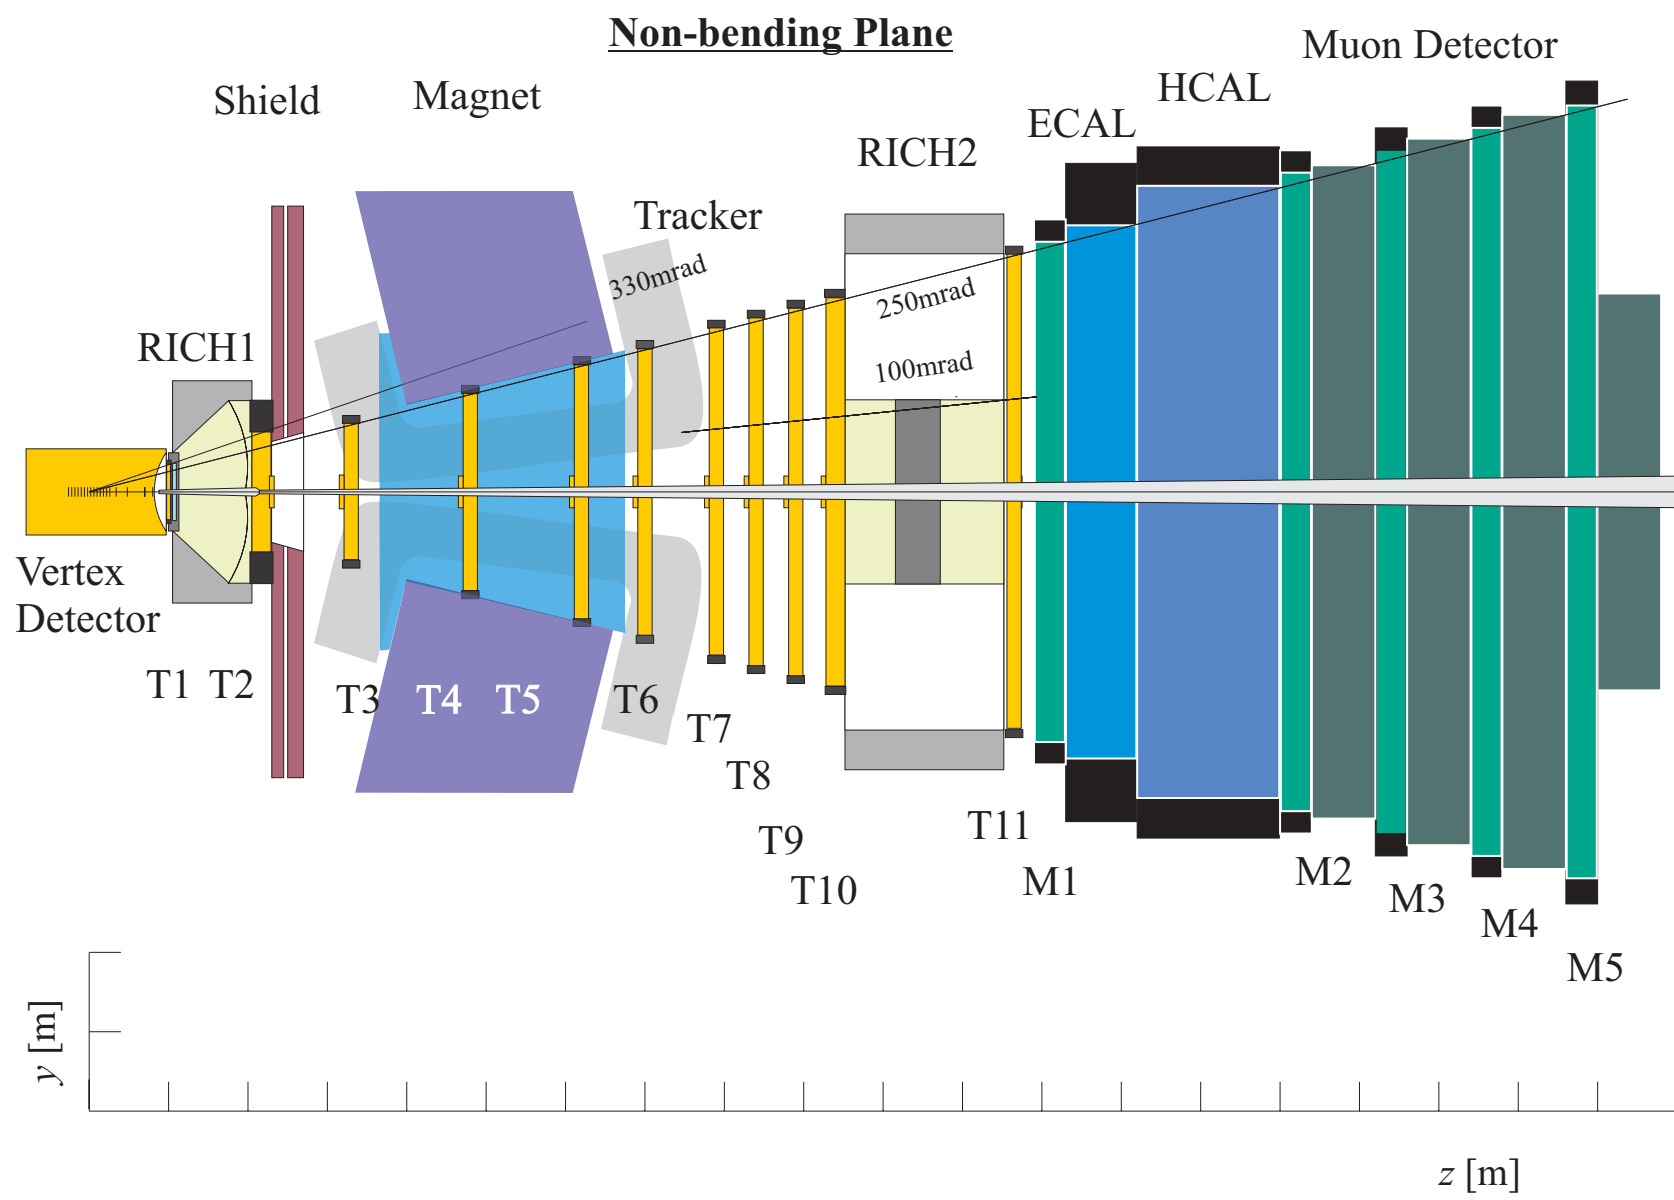 Non-bending Plane
Muon Detector
HCAL
Shield
Magnet
ECAL
RICH2
Tracker
330mrad
250mrad
RICH1
100mrad
Vertex
Detector
T1 T2
T3 T4 T5 T6
T7
T8
T9
T10
T11
M1
M2
M3
M4
M5
y [m]
z [m]